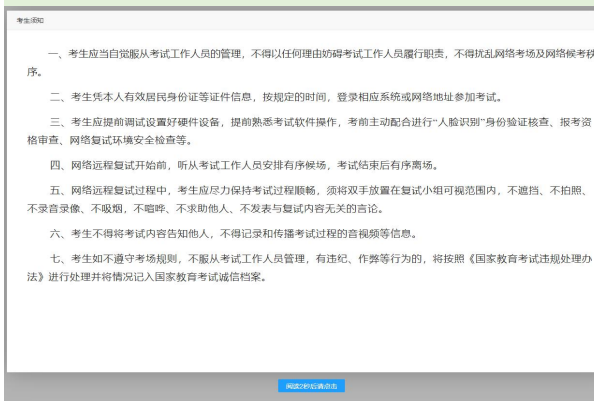 考生须知
一、考生应当自觉服从考试工作人员的管理，不得以任何理由妨碍考试工作人员履行职责，不得扰乱网络考场及网络候考秩
序。
二、考生凭本人有效居民身份证等证件信息，按规定的时间，登录相应系统或网络地址参加考试。
三、考生应提前调试设置好硬件设备，提前熟悉考试软件操作，考前主动配合进行“人脸识别”身份验证核查、报考资
格审查、网络复试环境安全检查等。
四、网络远程复试开始前，听从考试工作人员安排有序候场，考试结束后有序离场。
五、网络远程复试过程中，考生应尽力保持考试过程顺畅，须将双手放置在复试小组可视范围内，不遮挡、不拍照、
不录音录像、不吸烟，不喧哗、不求助他人、不发表与复试内容无关的言论。
六、考生不得将考试内容告知他人，不得记录和传播考试过程的音视频等信息。
七、考生如不遵守考场规则，不服从考试工作人员管理，有违纪、作弊等行为的，将按照《国家教育考试违规处理办
法》进行处理并将情况记入国家教育考试诚信档案。
阅读2秒后请点击